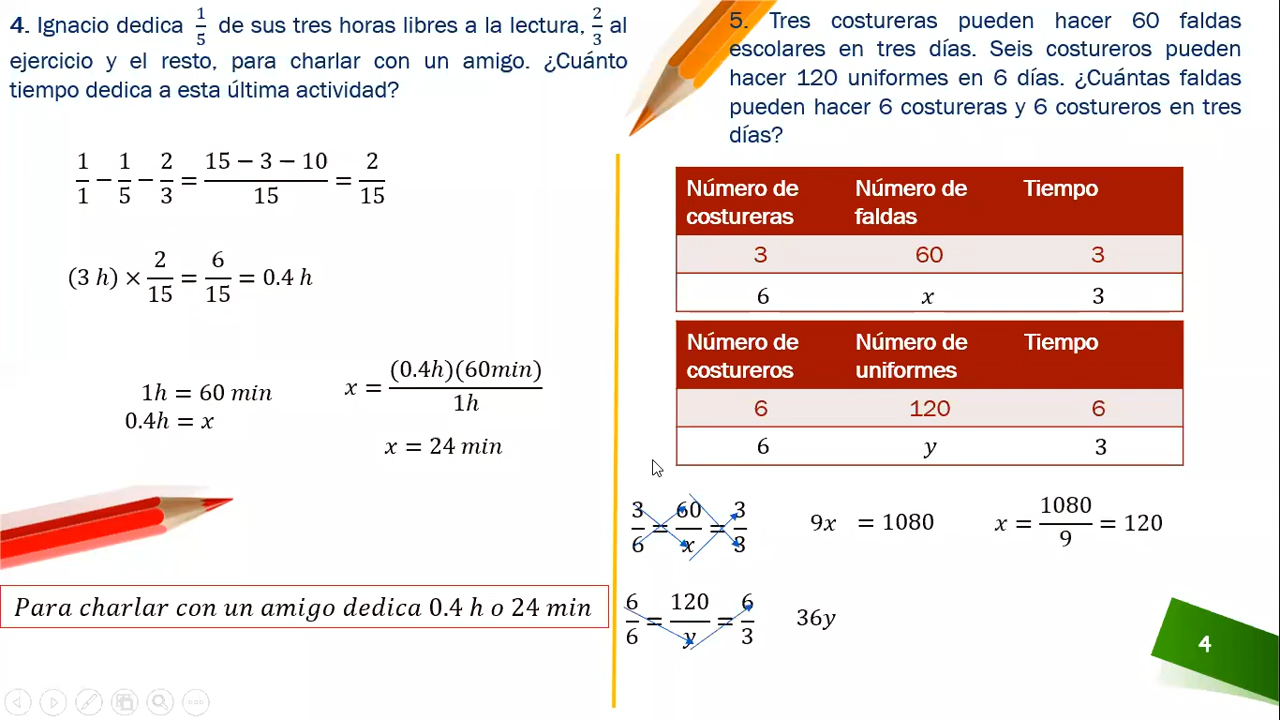 4. Ignacio dedica 1/5 de sus tres horas libres a la lectura, 2/3 al
ejercicio y el resto, para charlar con un amigo. ¿Cuánto
tiempo dedica a esta última actividad?
1/1 − 1/5 − 2/3 = (15 − 3 − 10)/15 = 2/15
(3 h) × 2/15 = 6/15 = 0.4 h
1h = 60 min
0.4h = x
x = (0.4h)(60min)/1h
x = 24 min
Para charlar con un amigo dedica 0.4 h o 24 min
5. Tres costureras pueden hacer 60 faldas
escolares en tres días. Seis costureros pueden
hacer 120 uniformes en 6 días. ¿Cuántas faldas
pueden hacer 6 costureras y 6 costureros en tres
días?
Número de costureras Número de faldas Tiempo
3 60 3
6 x 3
Número de costureros Número de uniformes Tiempo
6 120 6
6 y 3
3/6 = 60/x = 3/3 9x = 1080 x = 1080/9 = 120
6/6 = 120/y = 6/3 36y
4